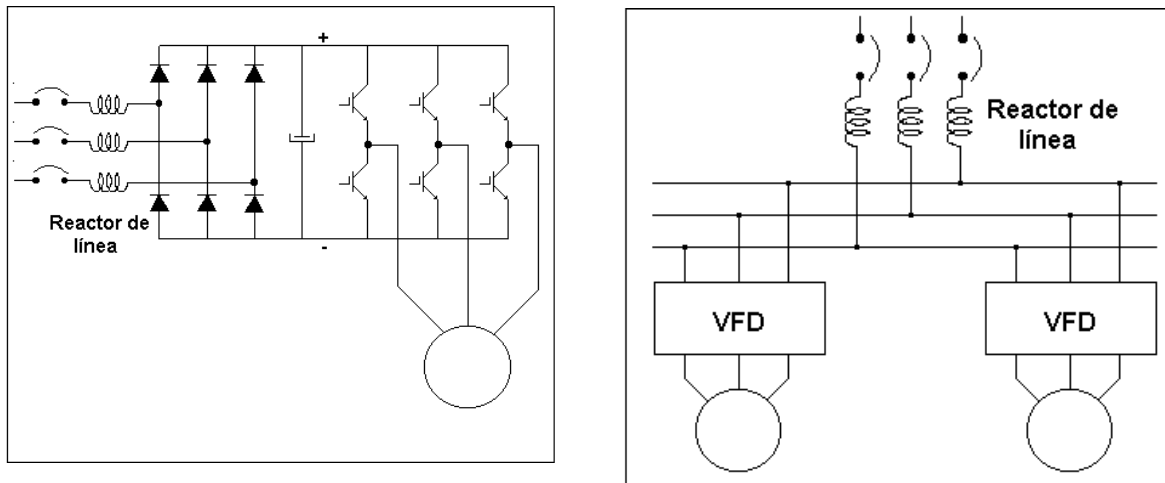 +
Reactor de
línea
-
Reactor de
línea
VFD
VFD